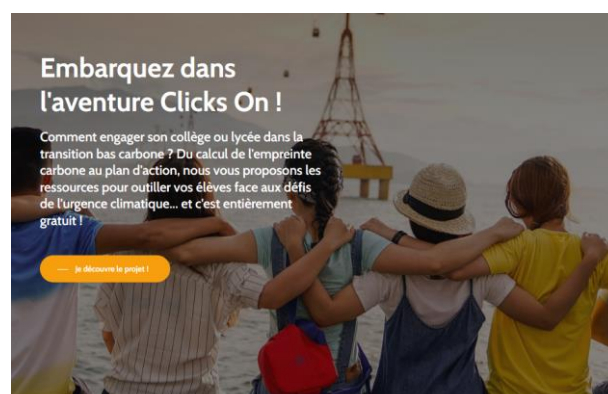 Embarquez dans
l'aventure Clicks On !
Comment engager son collège ou lycée dans la
transition bas carbone ? Du calcul de l'empreinte
carbone au plan d'action, nous vous proposons les
ressources pour outiller vos élèves face aux défis
de l'urgence climatique... et c'est entièrement
gratuit !
Je découvre le projet !